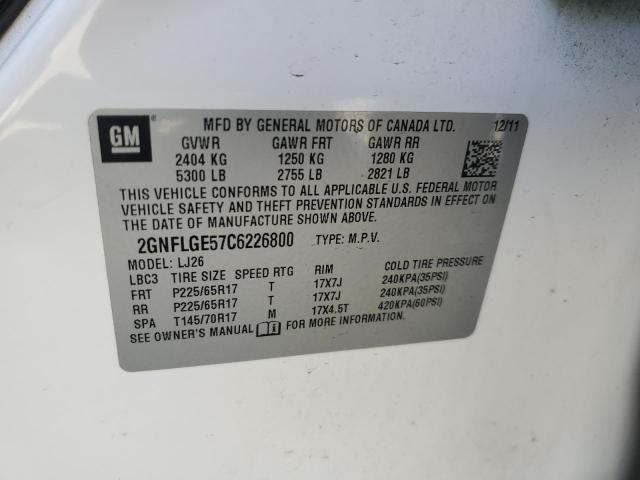 GM ®
MFD BY GENERAL MOTORS OF CANADA LTD. 12/11
GVWR GAWR FRT GAWR RR
2404 KG 1250 KG 1280 KG
5300 LB 2755 LB 2821 LB
THIS VEHICLE CONFORMS TO ALL APPLICABLE U.S. FEDERAL MOTOR
VEHICLE SAFETY AND THEFT PREVENTION STANDARDS IN EFFECT ON
THE DATE OF MANUFACTURE SHOWN ABOVE.
2GNFLGE57C6226800 TYPE: M.P.V.
MODEL: LJ26
LBC3 TIRE SIZE SPEED RTG RIM COLD TIRE PRESSURE
FRT P225/65R17 T 17X7J 240KPA(35PSI)
RR P225/65R17 T 17X7J 240KPA(35PSI)
SPA T145/70R17 M 17X4.5T 420KPA(60PSI)
SEE OWNER'S MANUAL FOR MORE INFORMATION.